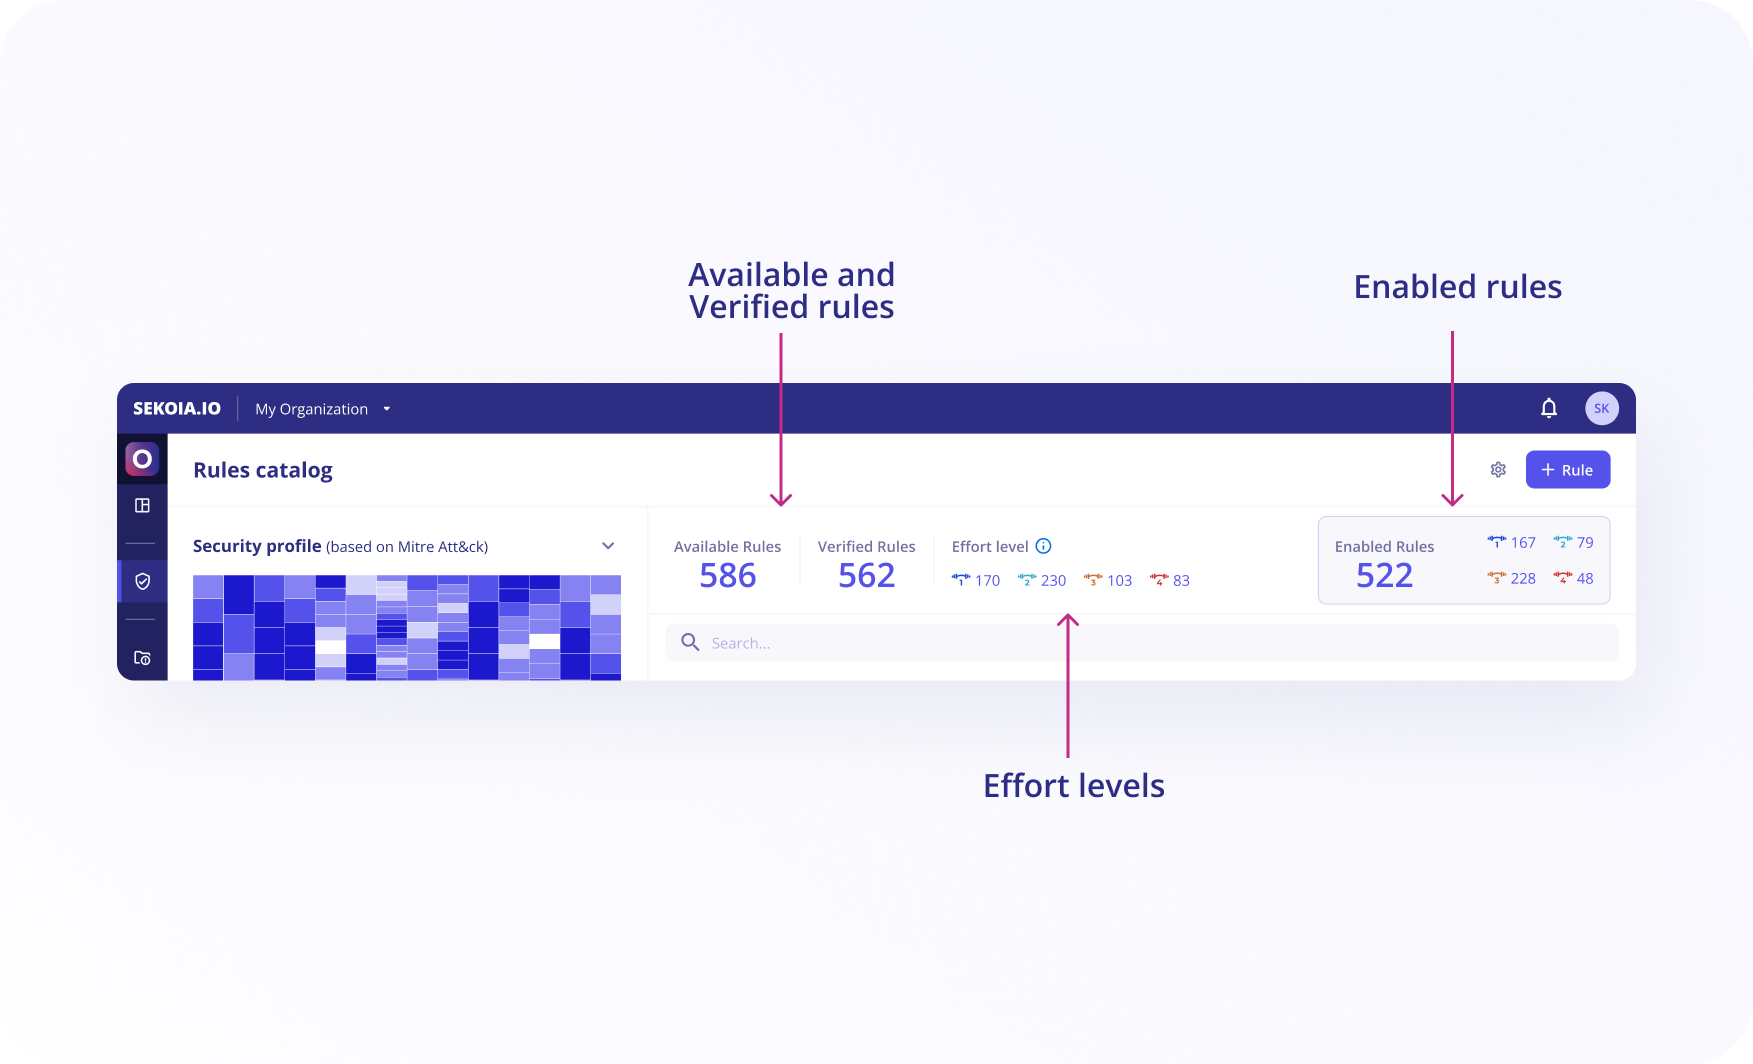 Available and
Verified rules
Enabled rules
SEKOIA.IO
My Organization
SK
Rules catalog
+ Rule
Security profile (based on Mitre Att&ck)
Available Rules
586
Verified Rules
562
Effort level
1 170 2 230 3 103 4 83
Enabled Rules
522
1 167 2 79
3 228 4 48
Search...
Effort levels